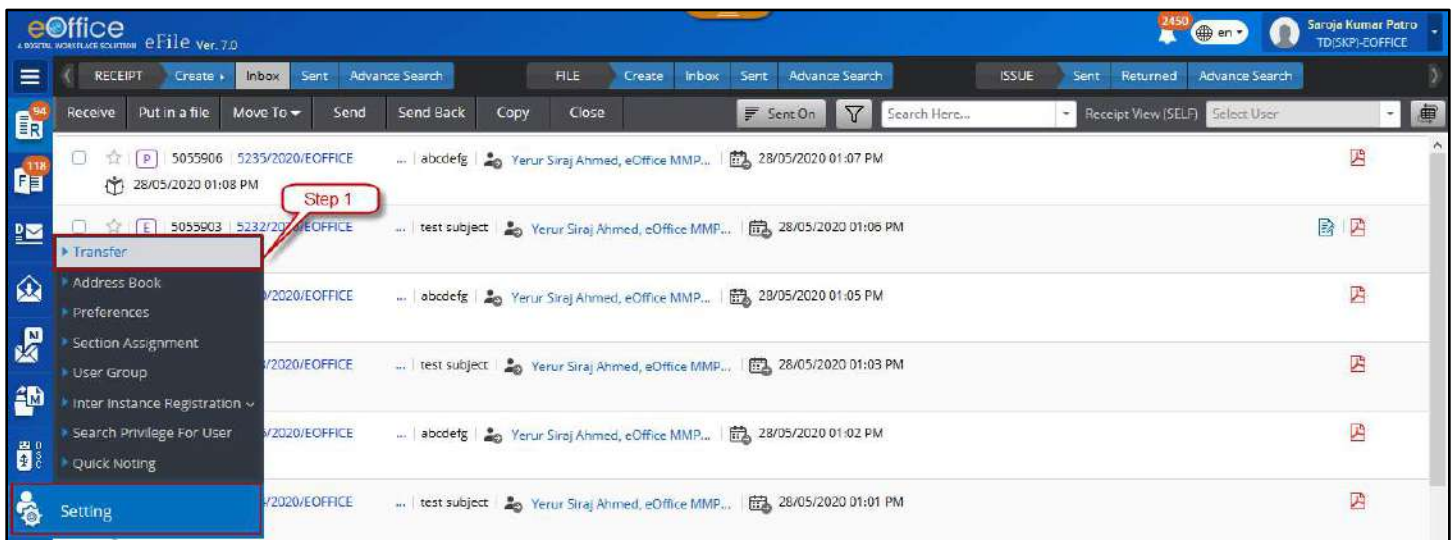 eOffice
A DIGITAL WORKPLACE SOLUTION eFile Ver. 7.0
2450 en
Saroja Kumar Patro
TD(SKP)-EOFFICE
RECEIPT Create Inbox Sent Advance Search FILE Create Inbox Sent Advance Search ISSUE Sent Returned Advance Search
Receive Put in a file Move To Send Send Back Copy Close Sent On Search Here... Receipt View (SELF) Select User
94
R
118
F
P 5055906 5235/2020/EOFFICE ... abcdefg Yerur Siraj Ahmed, eOffice MMP... 28/05/2020 01:07 PM
28/05/2020 01:08 PM
Step 1
D
E 5055903 5232/20 EOFFICE ... test subject Yerur Siraj Ahmed, eOffice MMP... 28/05/2020 01:06 PM
Transfer
Address Book
/2020/EOFFICE ... abcdefg Yerur Siraj Ahmed, eOffice MMP... 28/05/2020 01:05 PM
Preferences
N
Section Assignment
User Group
/2020/EOFFICE ... test subject Yerur Siraj Ahmed, eOffice MMP... 28/05/2020 01:03 PM
M
Inter Instance Registration
Search Privilege For User
/2020/EOFFICE ... abcdefg Yerur Siraj Ahmed, eOffice MMP... 28/05/2020 01:02 PM
DSC
Quick Noting
Setting
/2020/EOFFICE ... test subject Yerur Siraj Ahmed, eOffice MMP... 28/05/2020 01:01 PM